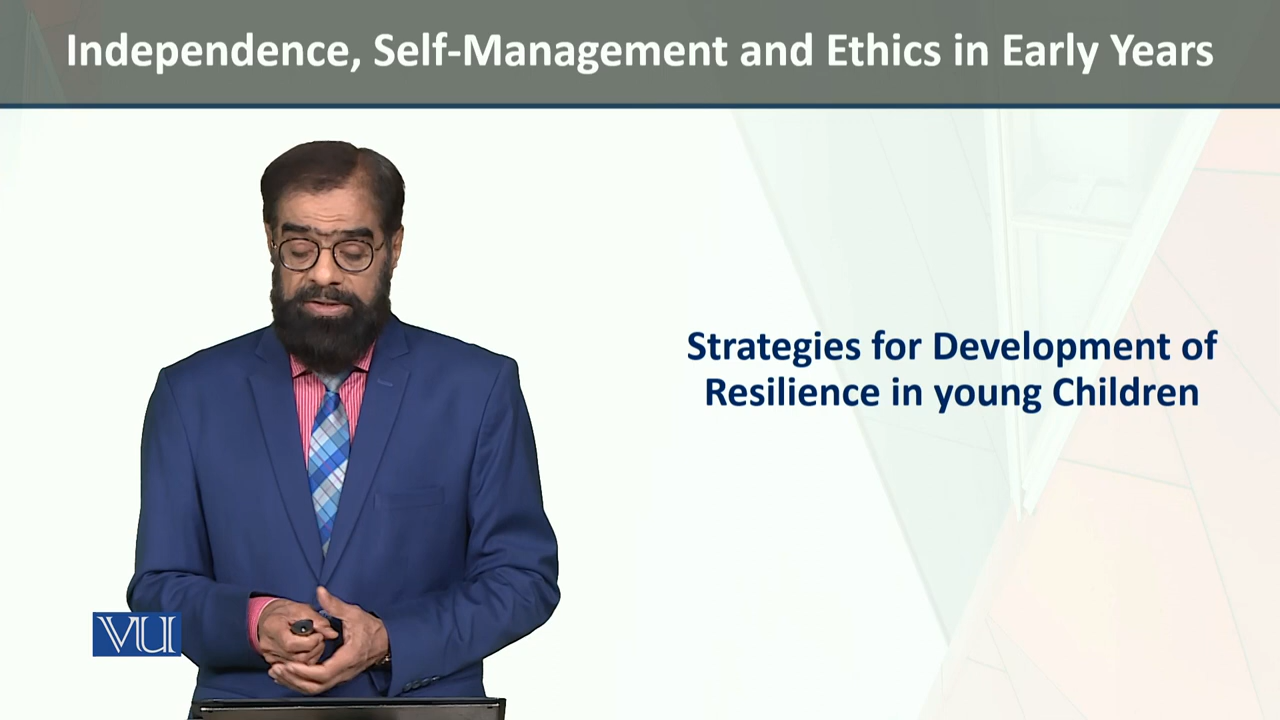 Independence, Self-Management and Ethics in Early Years
Strategies for Development of
Resilience in young Children
VU